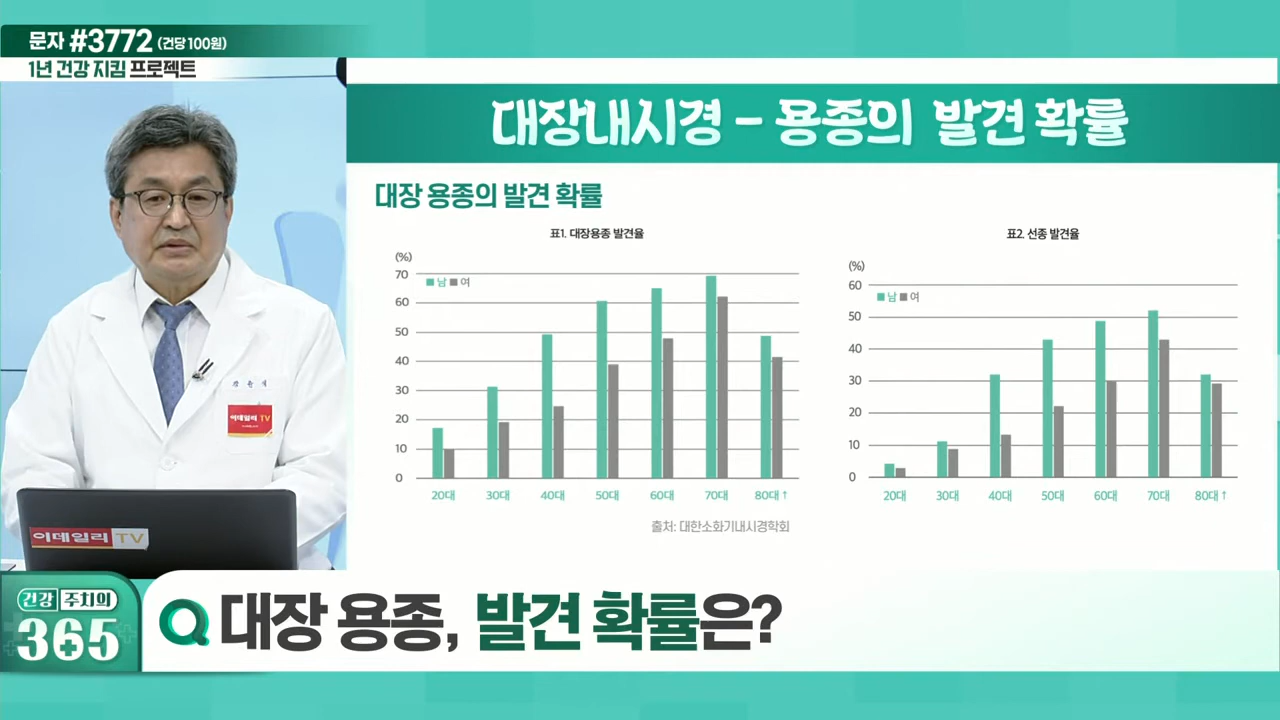 문자 #3772 (건당 100원)
1년 건강 지킴 프로젝트
대장내시경 - 용종의 발견 확률
대장 용종의 발견 확률
표1. 대장용종 발견율
(%)
남 여
70
60
50
40
30
20
10
0
20대 30대 40대 50대 60대 70대 80대↑
표2. 선종 발견율
(%)
남 여
60
50
40
30
20
10
0
20대 30대 40대 50대 60대 70대 80대↑
출처: 대한소화기내시경학회
이데일리 TV
이데일리 TV
건강 주치의
365
Q 대장 용종, 발견 확률은?